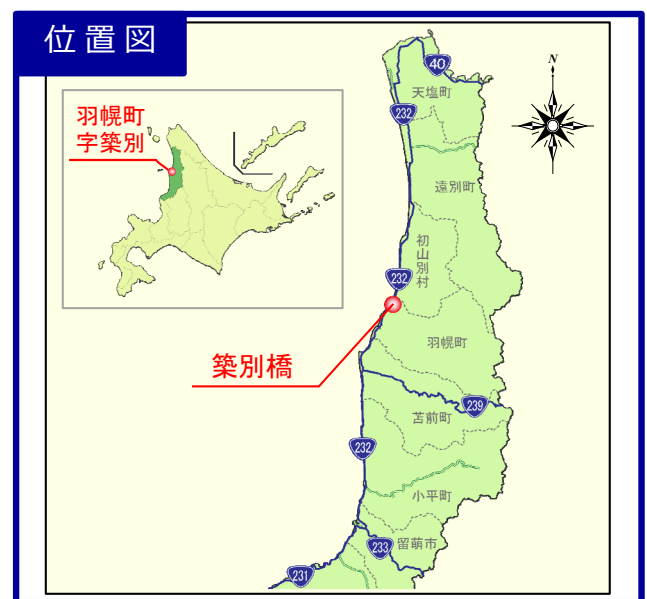 位置図
N
40
天塩町
232
羽幌町
字築別
遠別町
初山別村
232
羽幌町
築別橋
239
苫前町
232
小平町
233
留萌市
231